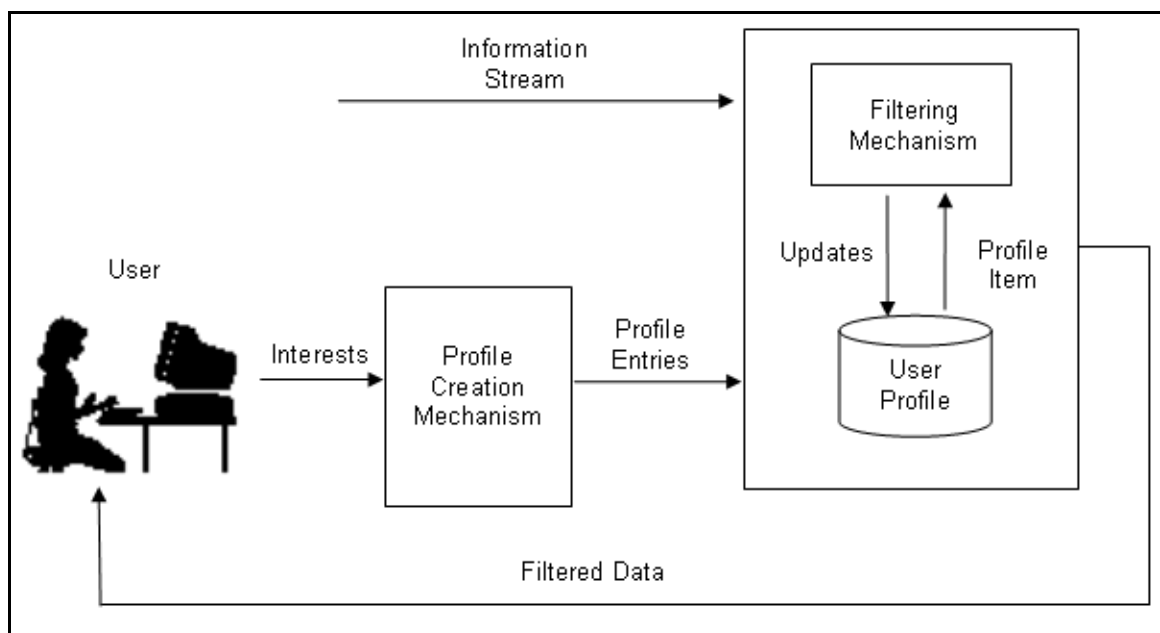 Information
Stream
Filtering
Mechanism
Updates
Profile
Item
User
Interests
Profile
Creation
Mechanism
Profile
Entries
User
Profile
Filtered Data